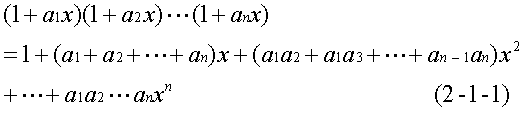 (1+a₁x)(1+a₂x)⋯(1+aₙx)
=1+(a₁+a₂+⋯+aₙ)x+(a₁a₂+a₁a₃+⋯+aₙ₋₁aₙ)x²
+⋯+a₁a₂⋯aₙxⁿ (2-1-1)